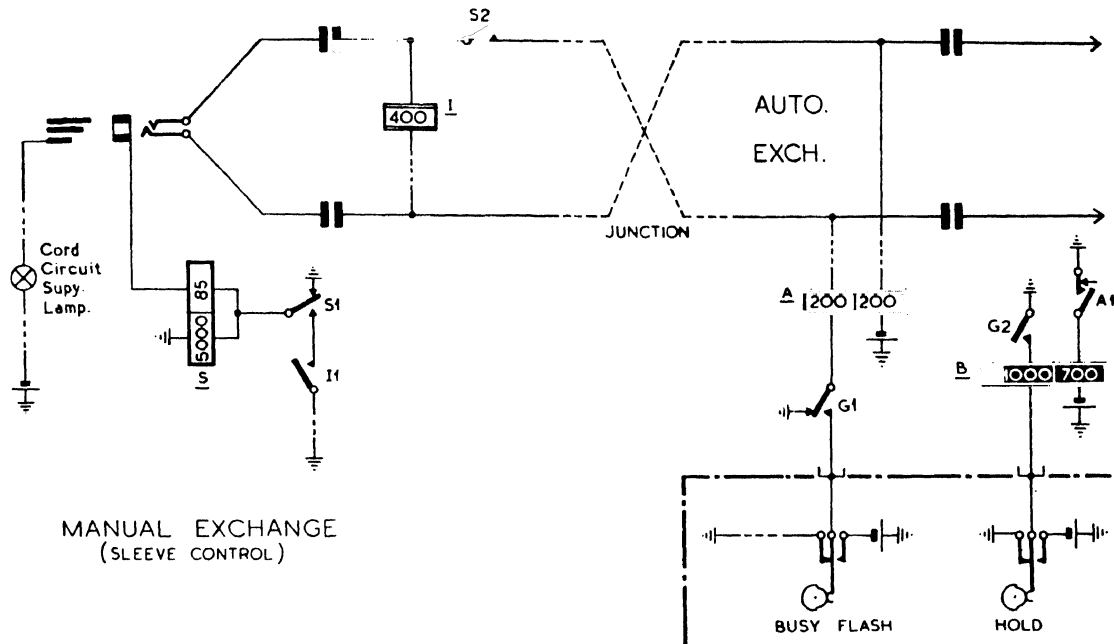 S2
I
400
AUTO.
EXCH.
JUNCTION
Cord
Circuit
Supy.
Lamp.
85
5000
S
S1
I1
A
200 200
G1
G2
A1
B
700
MANUAL EXCHANGE
(SLEEVE CONTROL)
BUSY FLASH
HOLD